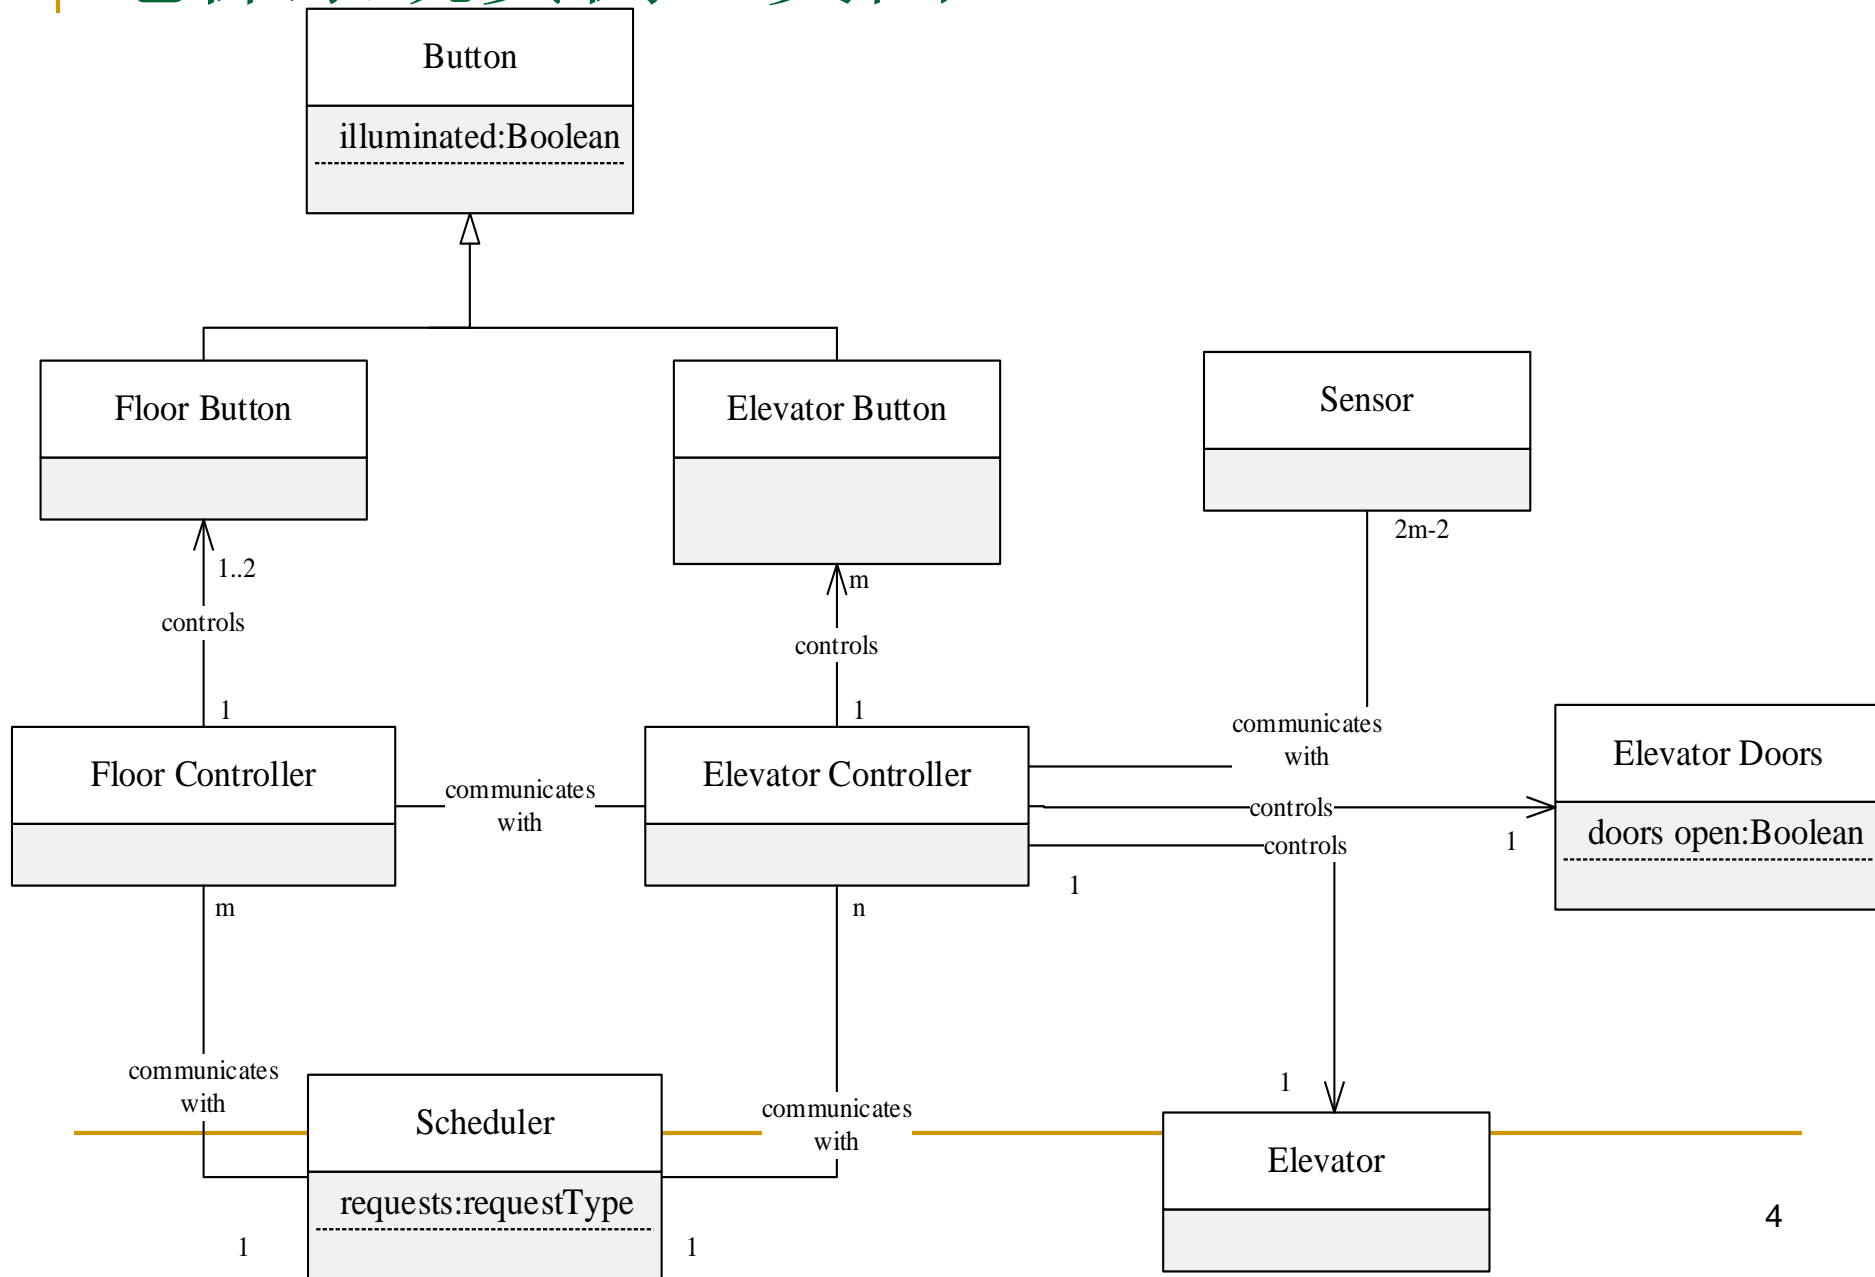 Button
illuminated:Boolean
Floor Button
Elevator Button
Sensor
2m-2
1..2
m
controls
controls
1
1
communicates
with
Floor Controller
Elevator Controller
Elevator Doors
communicates
with
controls
controls
1
doors open:Boolean
1
m
n
communicates
with
1
Scheduler
communicates
with
Elevator
requests:requestType
1
1
4